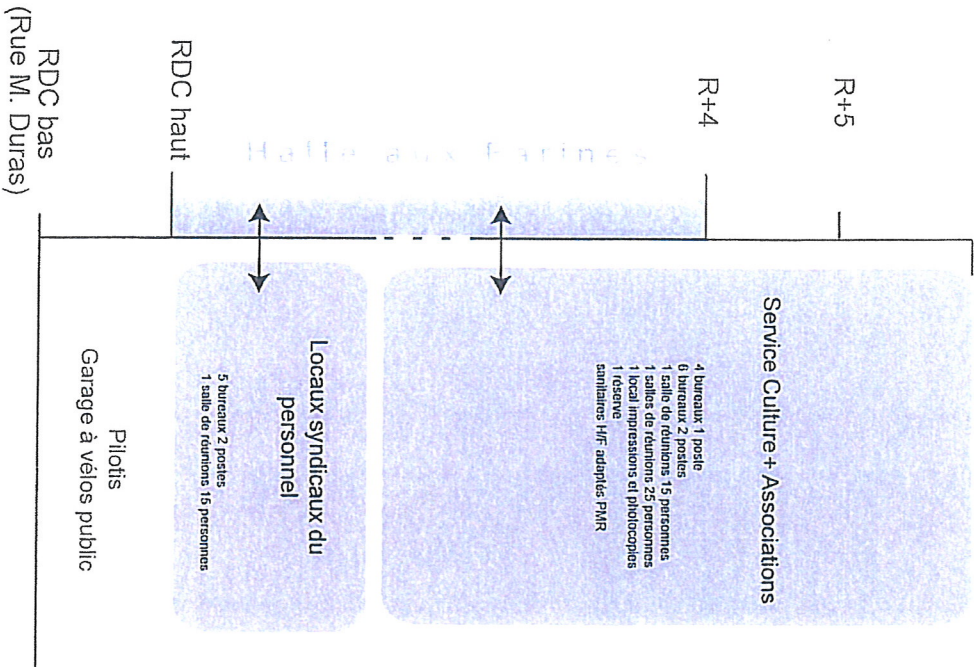 R+5
R+4
RDC haut
RDC bas
(Rue M. Duras)
Halle aux Farines
Service Culture + Associations
4 bureaux 1 poste
6 bureaux 2 postes
1 salle de réunions 15 personnes
1 salles de réunions 25 personnes
1 local impressions et photocopies
1 réserve
sanitaires H/F adaptés PMR
Locaux syndicaux du
personnel
5 bureaux 2 postes
1 salle de réunions 15 personnes
Pilotis
Garage à vélos public